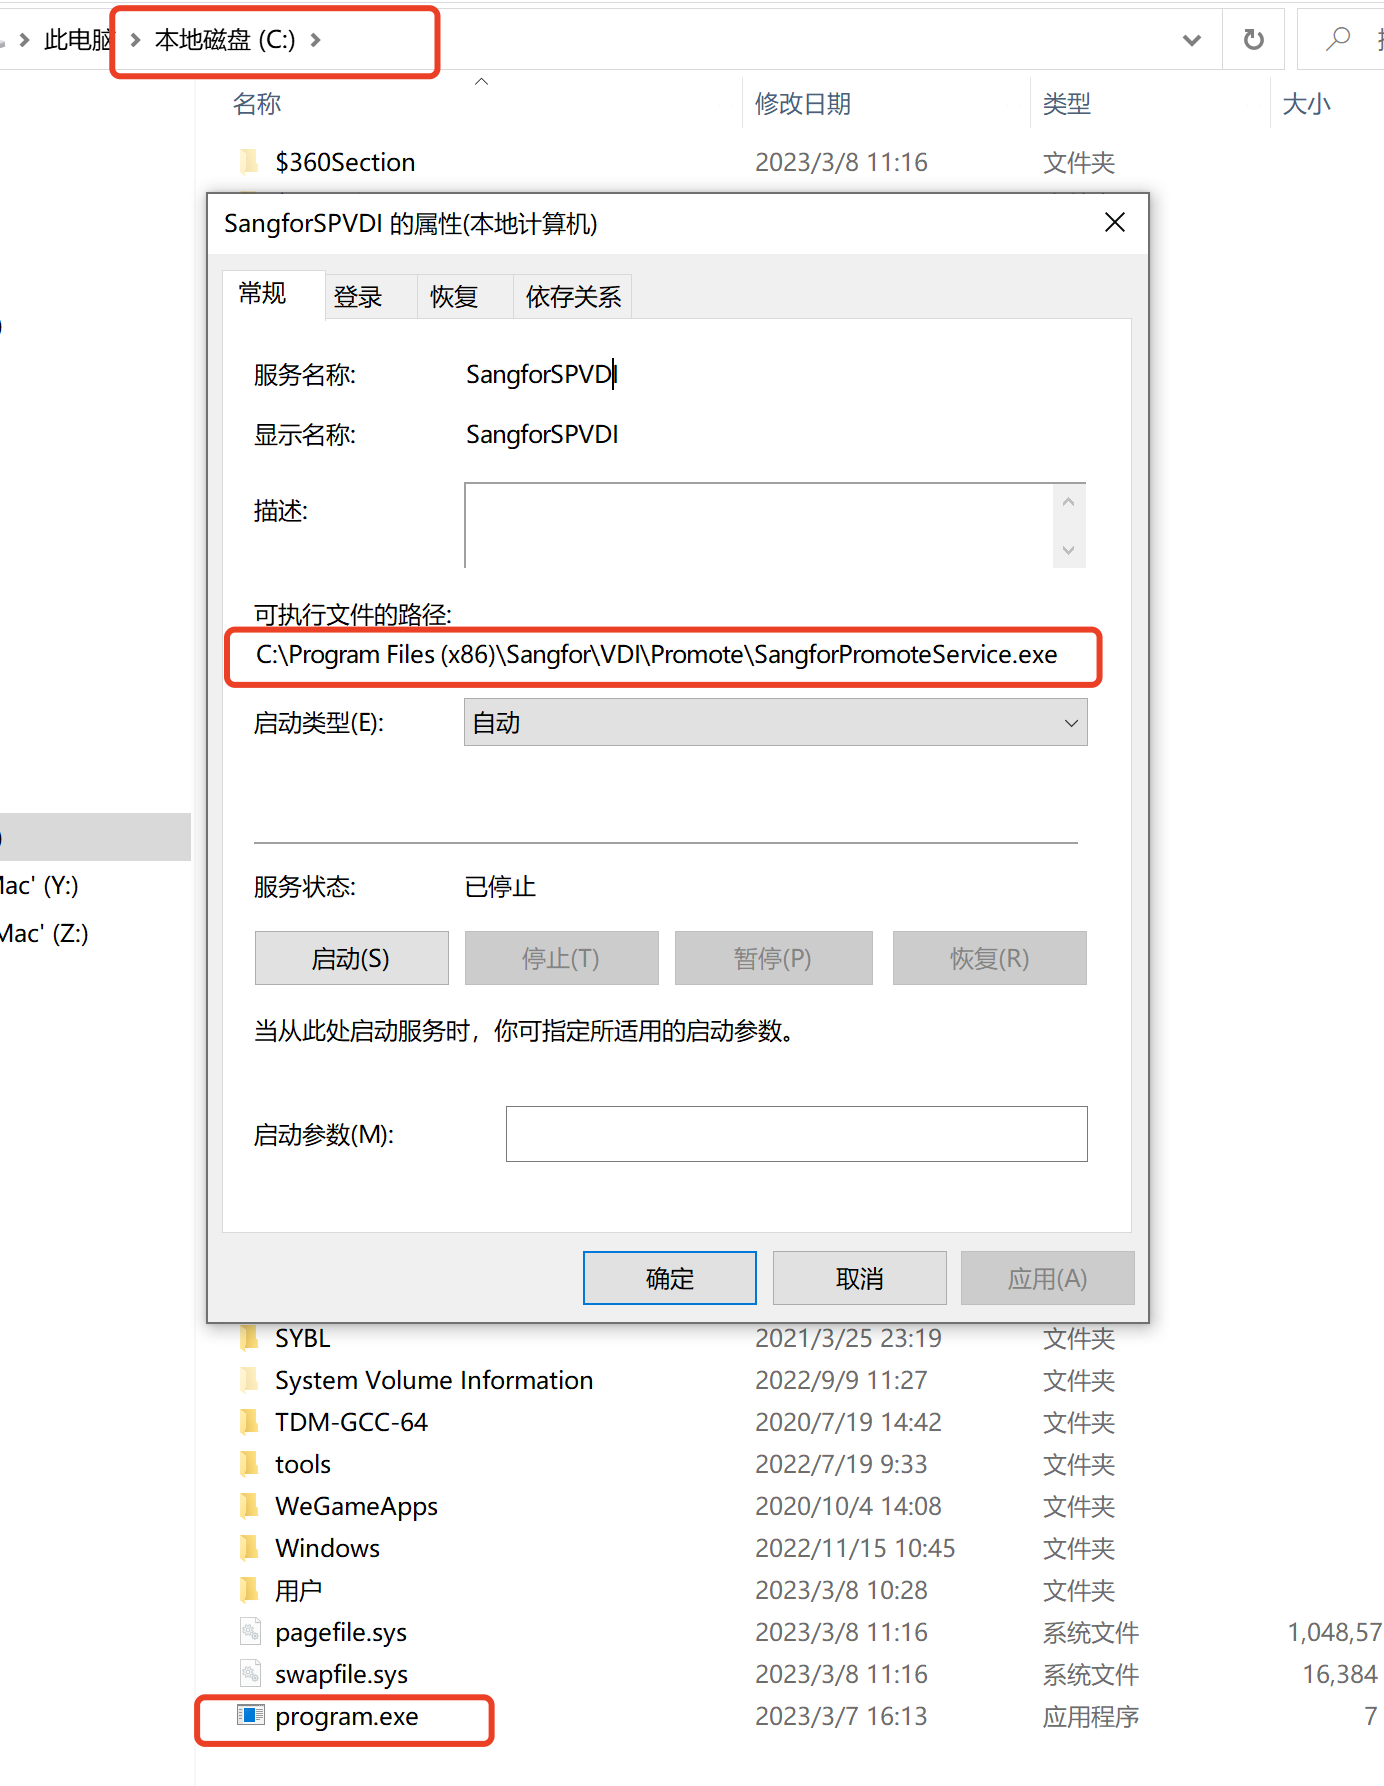 此电脑 本地磁盘 (C:)
名称 修改日期 类型 大小
$360Section 2023/3/8 11:16 文件夹
SangforSPVDI 的属性(本地计算机)
常规 登录 恢复 依存关系
服务名称: SangforSPVDI
显示名称: SangforSPVDI
描述:
可执行文件的路径:
C:\Program Files (x86)\Sangfor\VDI\Promote\SangforPromoteService.exe
启动类型(E): 自动
服务状态: 已停止
Mac' (Y:)
Mac' (Z:)
启动(S) 停止(T) 暂停(P) 恢复(R)
当从此处启动服务时，你可指定所适用的启动参数。
启动参数(M):
确定 取消 应用(A)
SYBL 2021/3/25 23:19 文件夹
System Volume Information 2022/9/9 11:27 文件夹
TDM-GCC-64 2020/7/19 14:42 文件夹
tools 2022/7/19 9:33 文件夹
WeGameApps 2020/10/4 14:08 文件夹
Windows 2022/11/15 10:45 文件夹
用户 2023/3/8 10:28 文件夹
pagefile.sys 2023/3/8 11:16 系统文件 1,048,57
swapfile.sys 2023/3/8 11:16 系统文件 16,384
program.exe 2023/3/7 16:13 应用程序 7